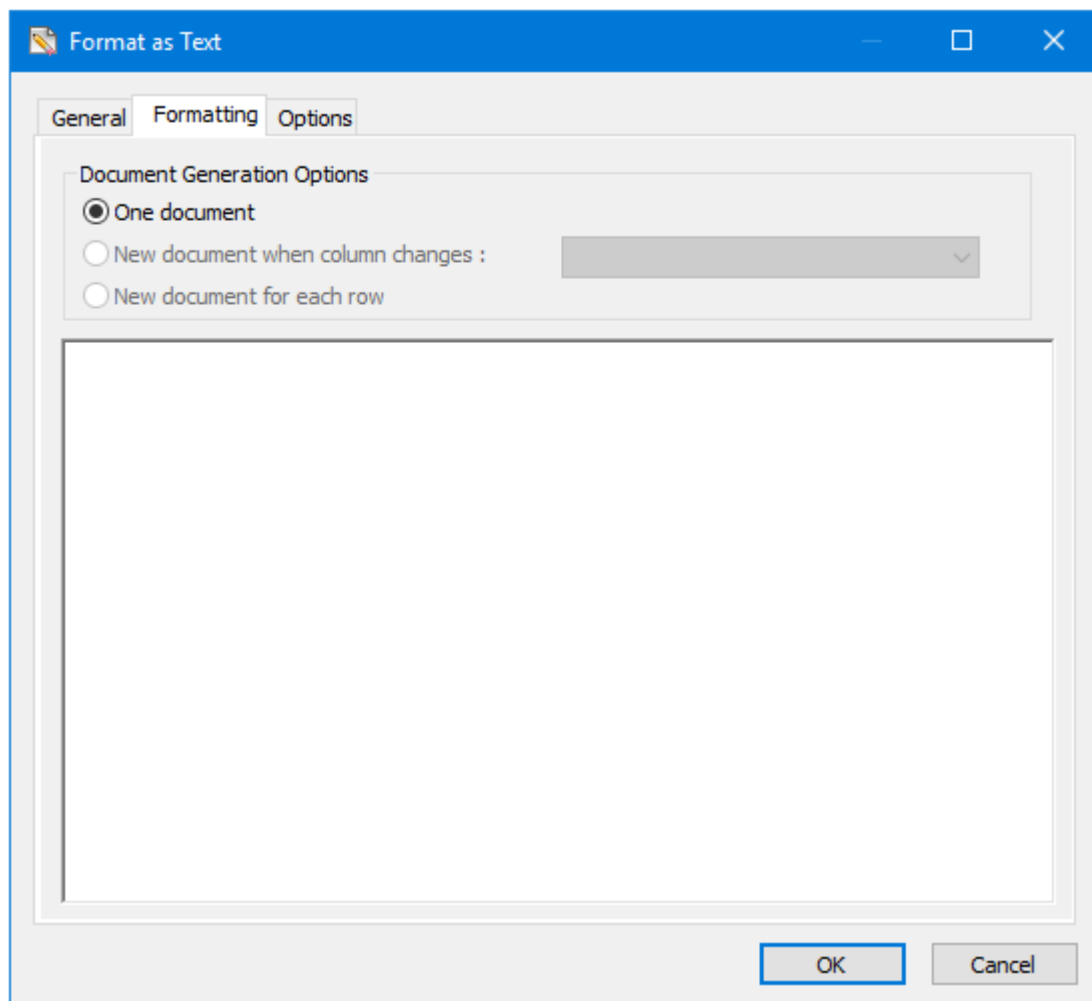 Format as Text
General Formatting Options
Document Generation Options
One document
New document when column changes :
New document for each row
OK Cancel